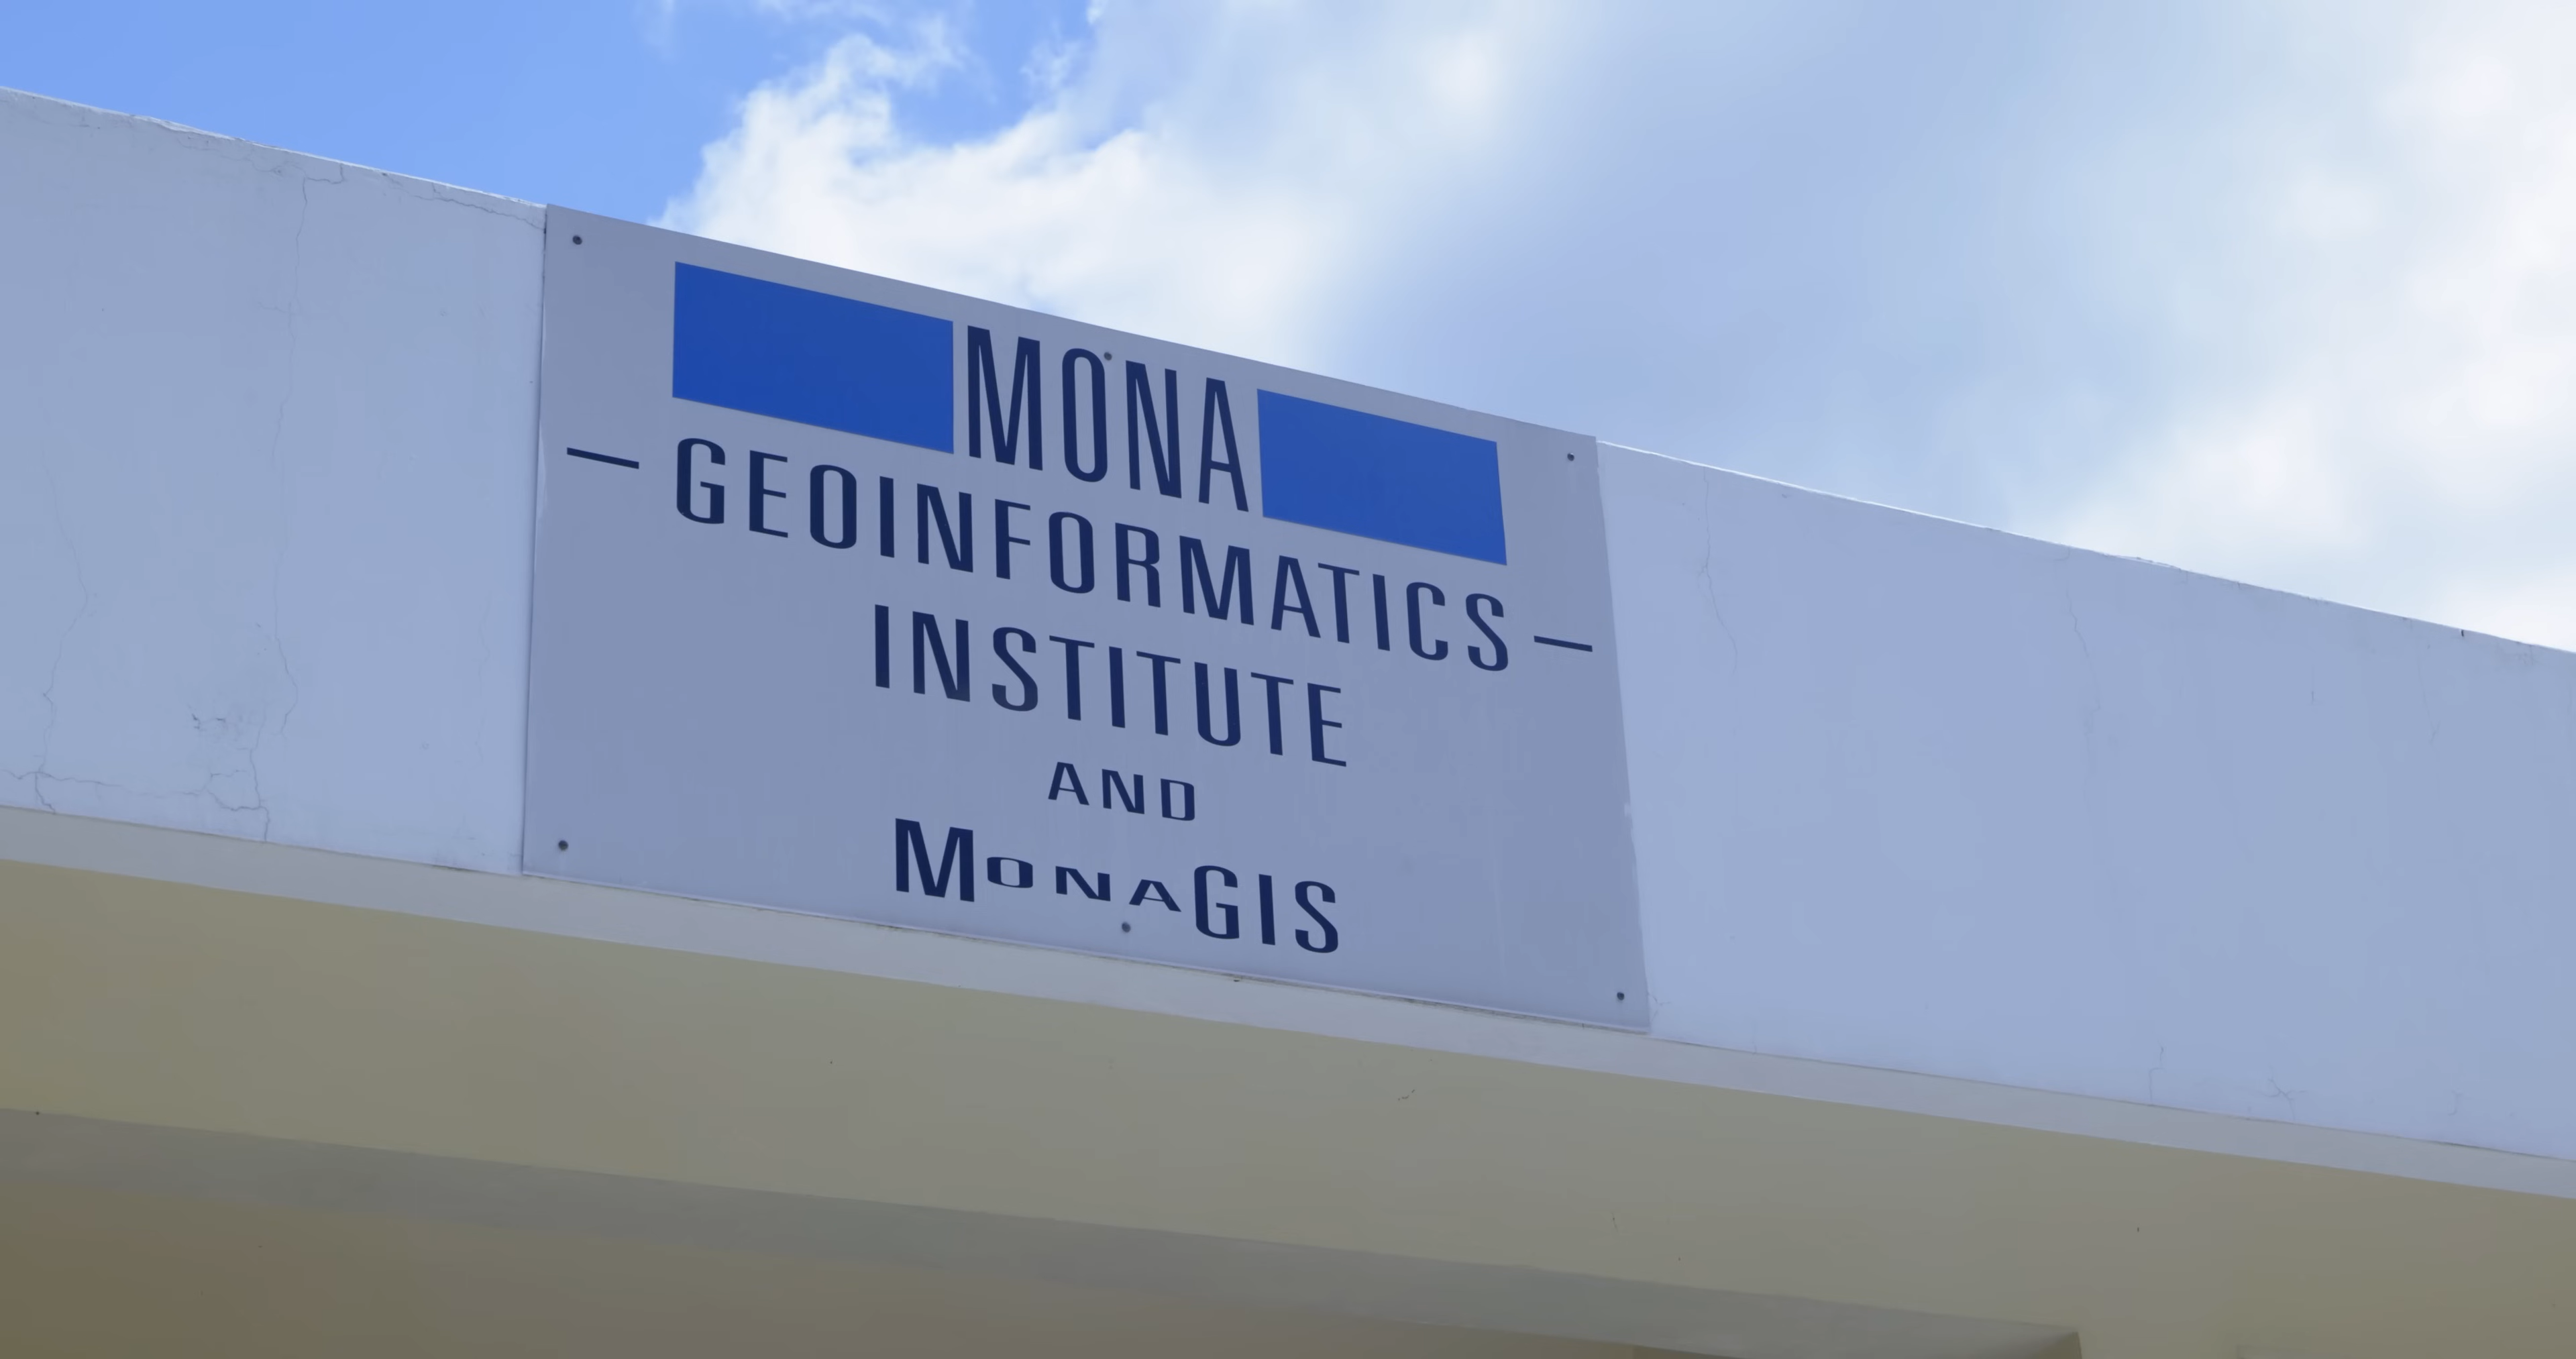 MONA
— GEOINFORMATICS —
INSTITUTE
AND
MONAGIS